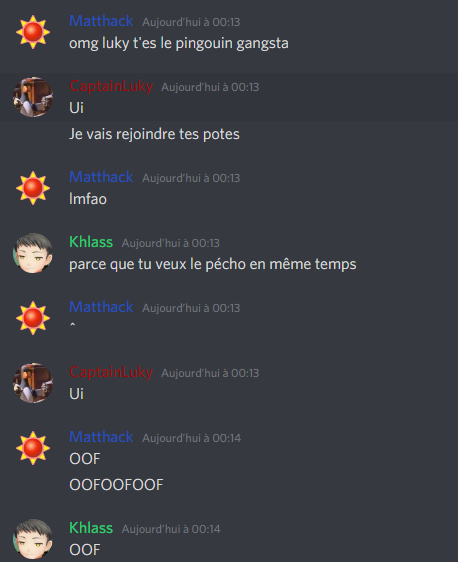 Matthack Aujourd'hui à 00:13
omg luky t'es le pingouin gangsta
CaptainLuky Aujourd'hui à 00:13
Ui
Je vais rejoindre tes potes
Matthack Aujourd'hui à 00:13
lmfao
Khlass Aujourd'hui à 00:13
parce que tu veux le pécho en même temps
Matthack Aujourd'hui à 00:13
^
CaptainLuky Aujourd'hui à 00:13
Ui
Matthack Aujourd'hui à 00:14
OOF
OOFOOFOOF
Khlass Aujourd'hui à 00:14
OOF